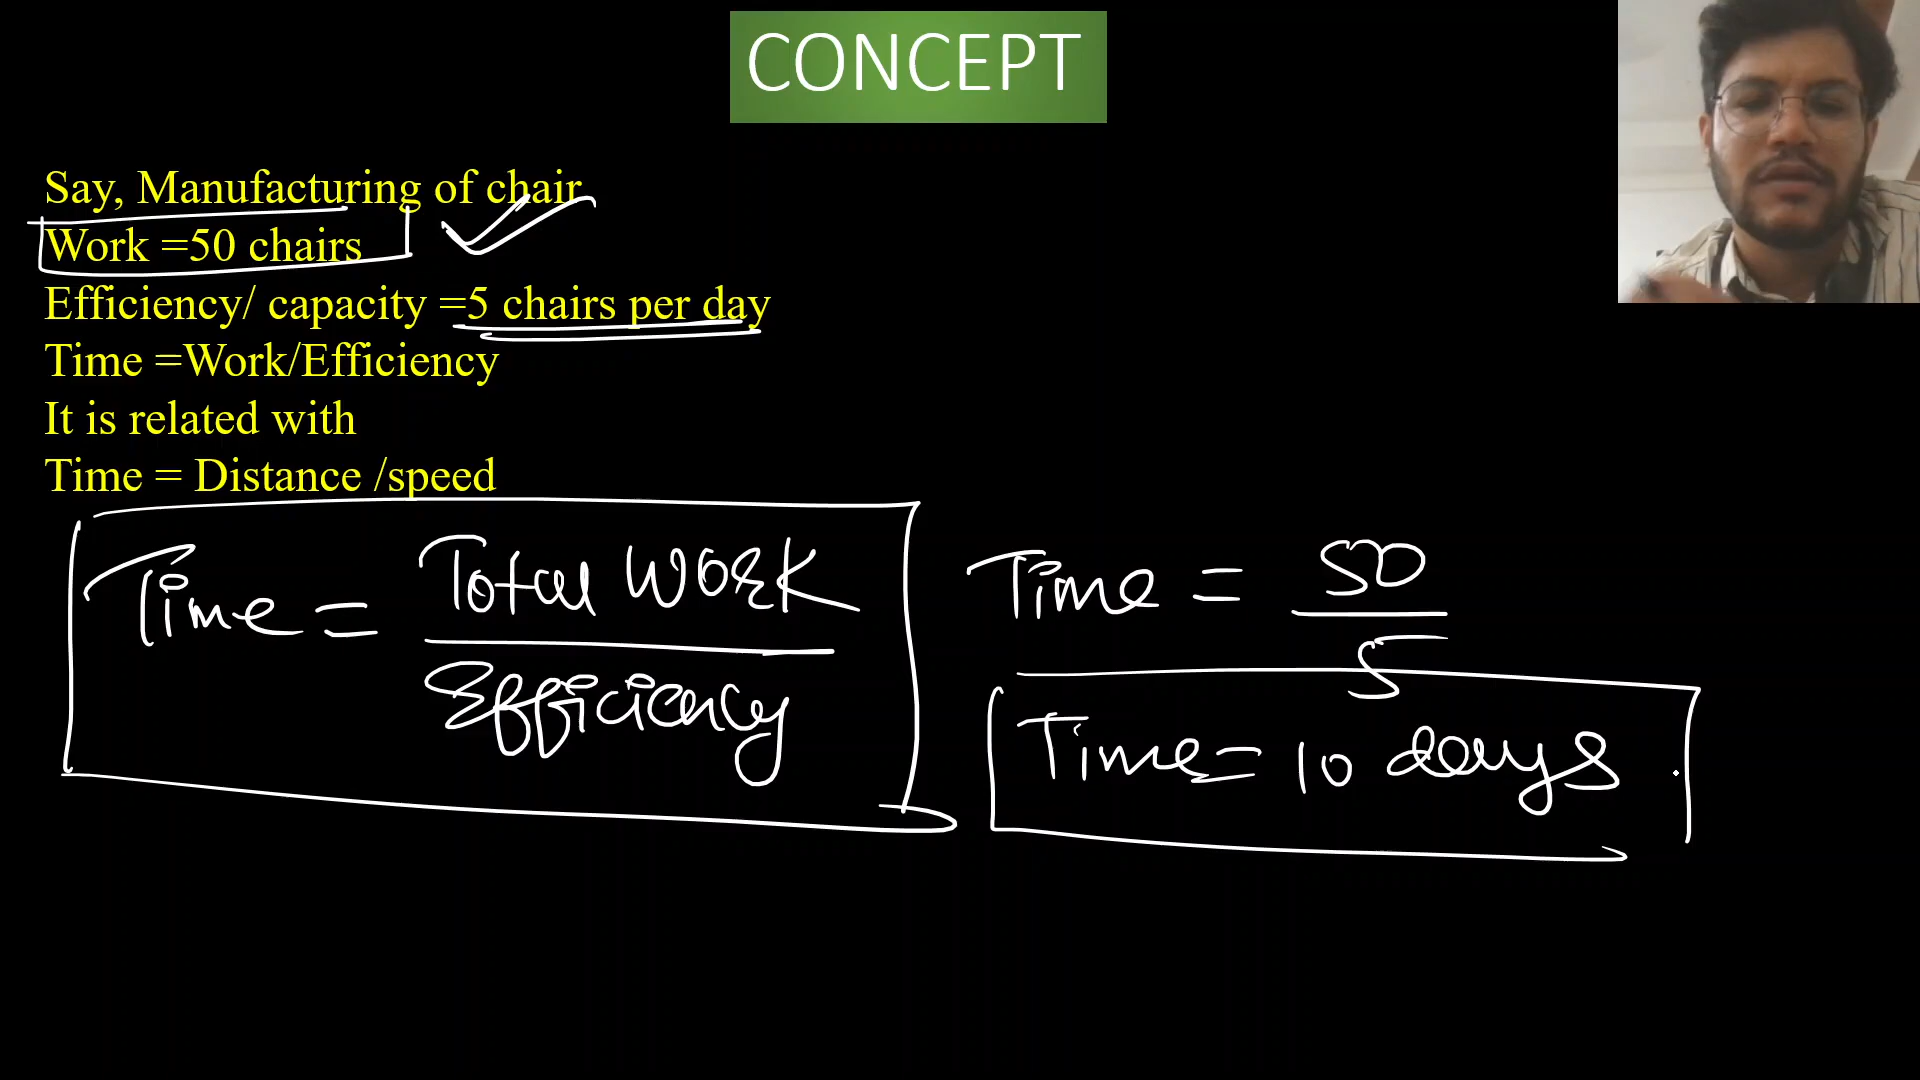 CONCEPT
Say, Manufacturing of chair
Work =50 chairs
Efficiency/ capacity =5 chairs per day
Time =Work/Efficiency
It is related with
Time = Distance /speed
Time = Total Work
Efficiency
Time = 50
5
Time = 10 days